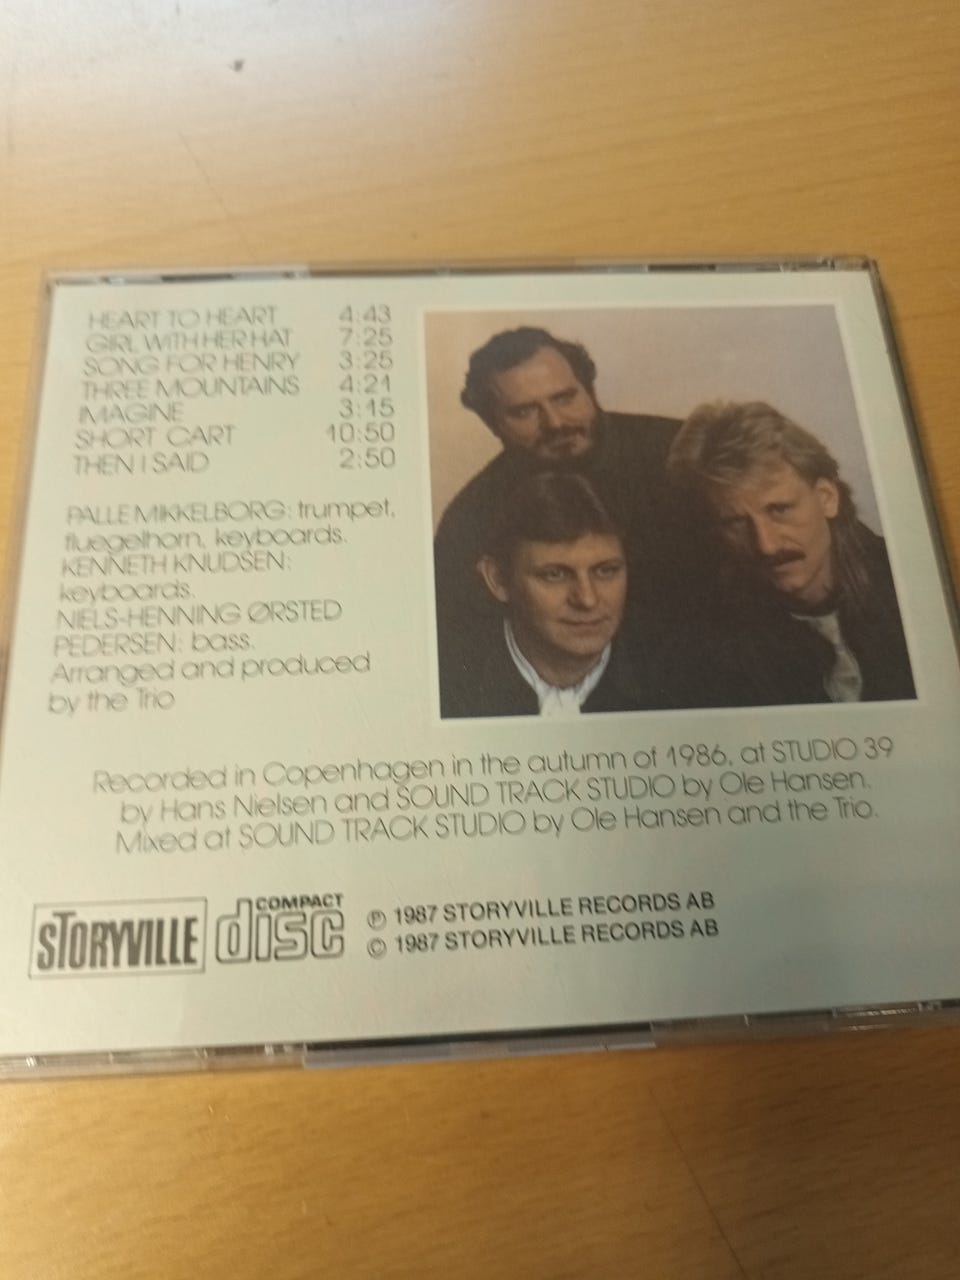 HEART TO HEART 4:43
GIRL WITH HER HAT 7:25
SONG FOR HENRY 3:25
THREE MOUNTAINS 4:21
IMAGINE 3:15
SHORT CART 10:50
THEN I SAID 2:50
PALLE MIKKELBORG: trumpet,
fluegelhorn, keyboards.
KENNETH KNUDSEN:
keyboards.
NIELS-HENNING ØRSTED
PEDERSEN: bass.
Arranged and produced
by the Trio
Recorded in Copenhagen in the autumn of 1986, at STUDIO 39
by Hans Nielsen and SOUND TRACK STUDIO by Ole Hansen.
Mixed at SOUND TRACK STUDIO by Ole Hansen and the Trio.
STORYVILLE
COMPACT
disc
℗ 1987 STORYVILLE RECORDS AB
© 1987 STORYVILLE RECORDS AB